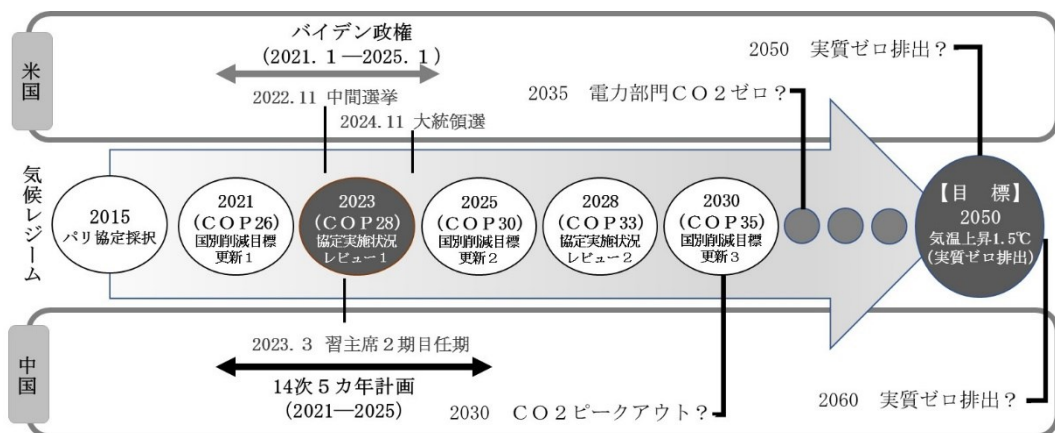 米国
バイデン政権
(2021. 1 ―2025. 1)
2022.11 中間選挙
2024.11 大統領選
2035 電力部門CO2ゼロ?
2050 実質ゼロ排出?
気候レジーム
2015
パリ協定採択
2021
(COP26)
国別削減目標
更新1
2023
(COP28)
協定実施状況
レビュー1
2025
(COP30)
国別削減目標
更新2
2028
(COP33)
協定実施状況
レビュー2
2030
(COP35)
国別削減目標
更新3
【目 標】
2050
気温上昇1.5℃
(実質ゼロ排出)
中国
2023. 3 習主席2期目任期
14次5カ年計画
(2021―2025)
2030 CO2ピークアウト?
2060 実質ゼロ排出?